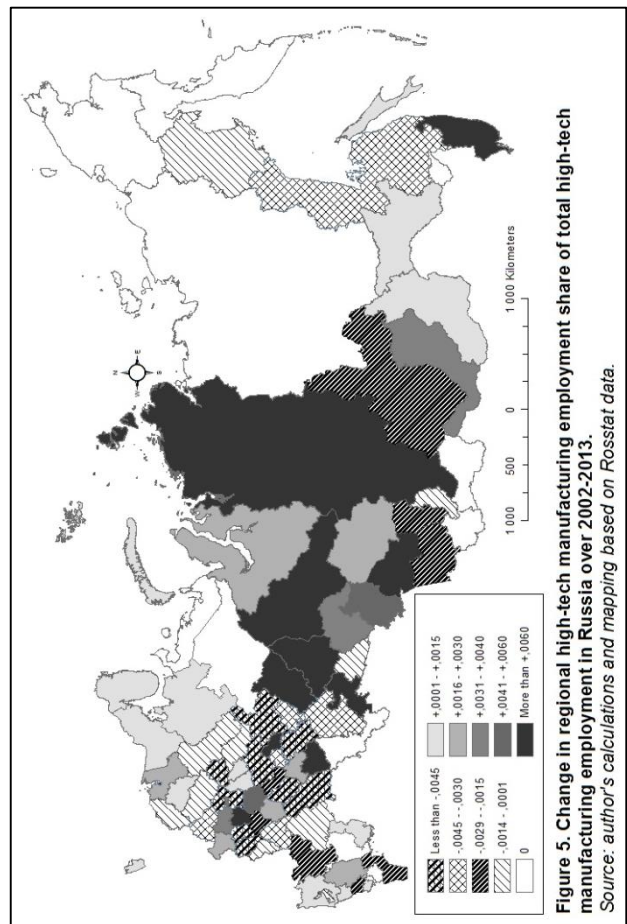 N
W
E
S
1 000
500
0
1 000 Kilometers
Less than -,0045
-,0045 - -,0030
-,0029 - -,0015
-,0014 - -,0001
0
+,0001 - +,0015
+,0016 - +,0030
+,0031 - +,0040
+,0041 - +,0060
More than +,0060
Figure 5. Change in regional high-tech manufacturing employment share of total high-tech
manufacturing employment in Russia over 2002-2013.
Source: author's calculations and mapping based on Rosstat data.